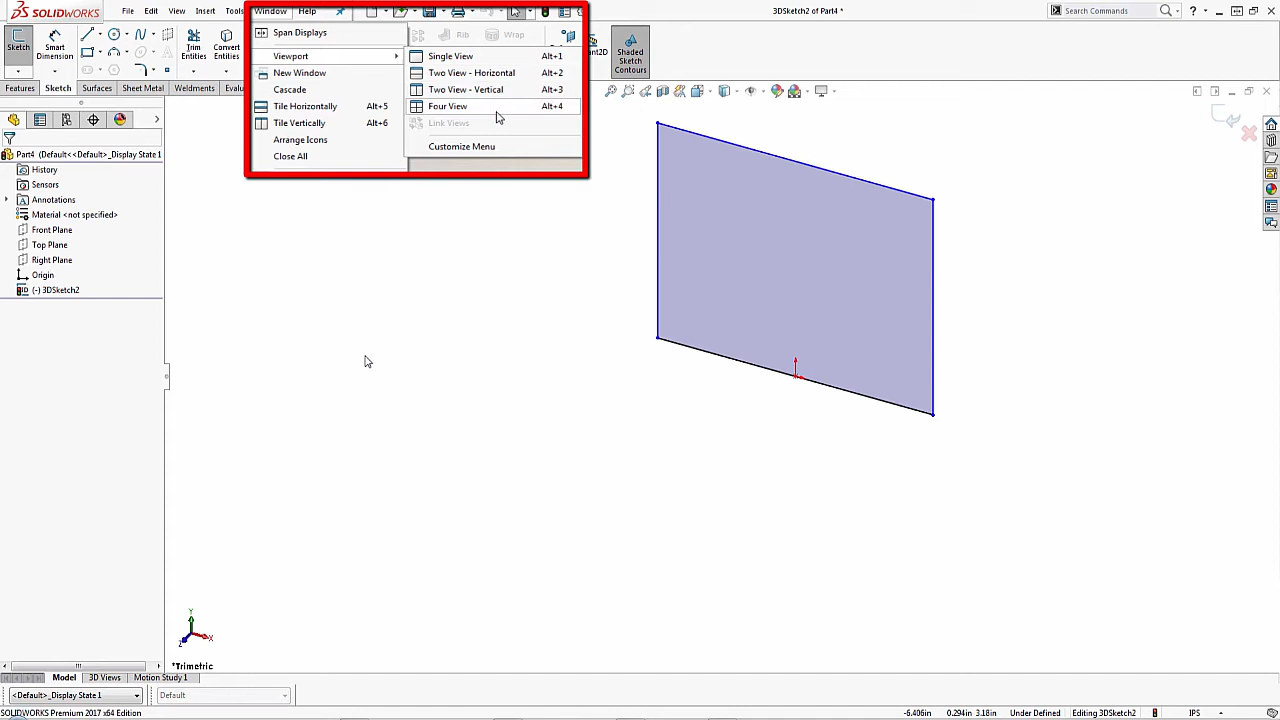 SOLIDWORKS
File
Edit
View
Insert
Tools
Window
Help
3DSketch2 of Part4 *
Search Commands
Sketch
Smart
Dimension
Trim
Entities
Convert
Entities
Rib
Wrap
Shaded
Sketch
Contours
Features
Sketch
Surfaces
Sheet Metal
Weldments
Span Displays
Viewport
New Window
Cascade
Tile Horizontally Alt+5
Tile Vertically Alt+6
Arrange Icons
Close All
Single View Alt+1
Two View - Horizontal Alt+2
Two View - Vertical Alt+3
Four View Alt+4
Link Views
Customize Menu
Part4 (Default<<Default>_Display State 1
History
Sensors
Annotations
Material <not specified>
Front Plane
Top Plane
Right Plane
Origin
(-) 3DSketch2
Y
X
Z
*Trimetric
Model
3D Views
Motion Study 1
<Default>_Display State 1
Default
SOLIDWORKS Premium 2017 x64 Edition
-6.406in
0.294in 3.18in
Under Defined
Editing 3DSketch2
IPS